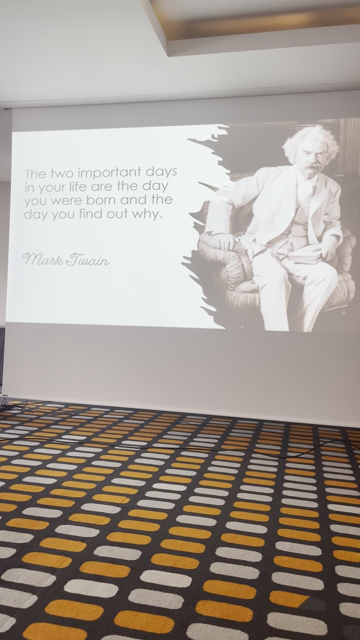 The two important days
in your life are the day
you were born and the
day you find out why.
Mark Twain